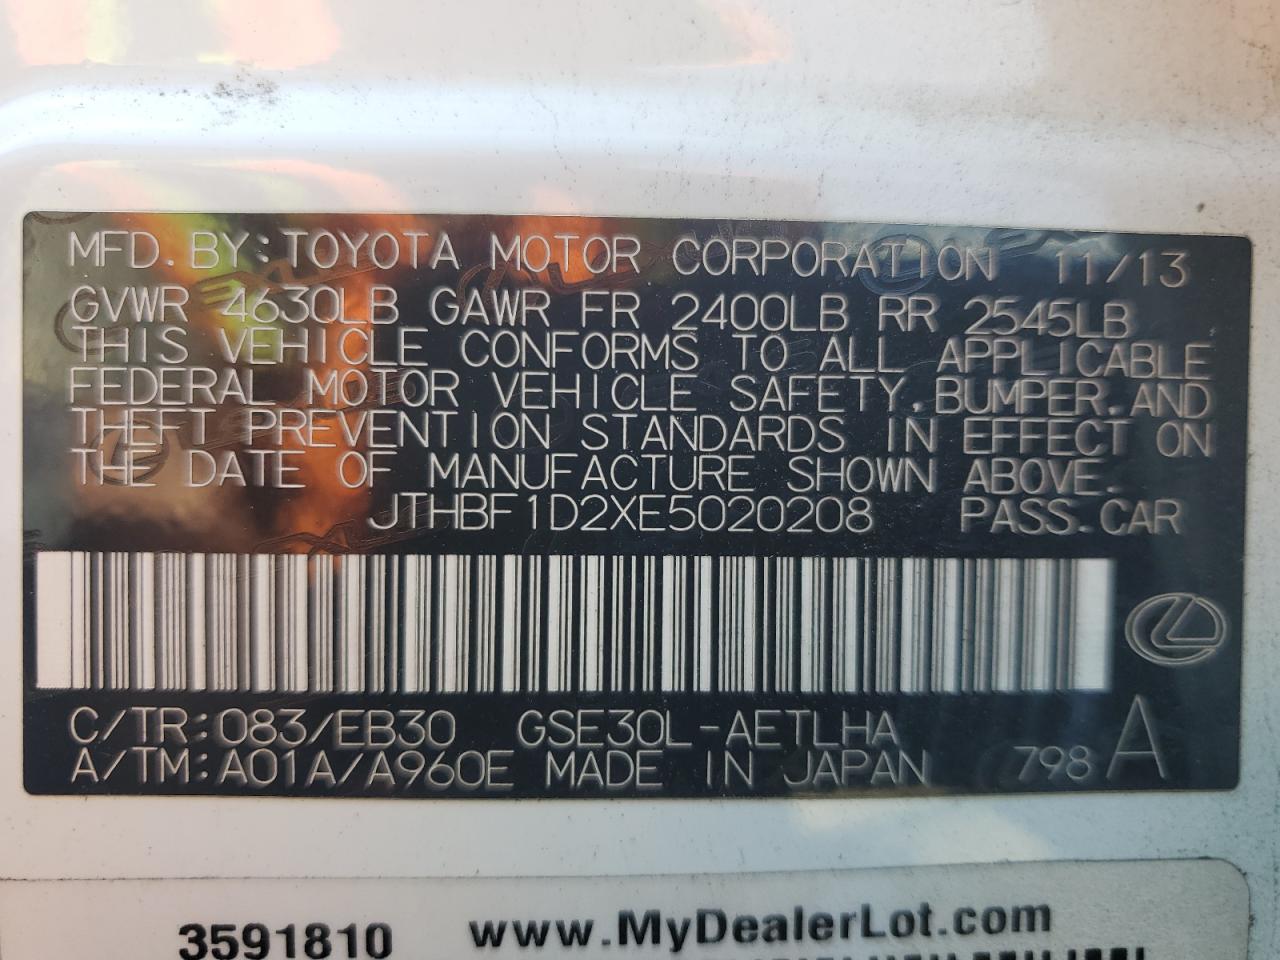 MFD. BY: TOYOTA MOTOR CORPORATION 11/13
GVWR 4630LB GAWR FR 2400LB RR 2545LB
THIS VEHICLE CONFORMS TO ALL APPLICABLE
FEDERAL MOTOR VEHICLE SAFETY, BUMPER, AND
THEFT PREVENTION STANDARDS IN EFFECT ON
THE DATE OF MANUFACTURE SHOWN ABOVE.
JTHBF1D2XE5020208 PASS. CAR
C/TR: 083/EB30 GSE30L-AETLHA
A/TM: A01A/A960E MADE IN JAPAN 798 A
3591810 www.MyDealerLot.com